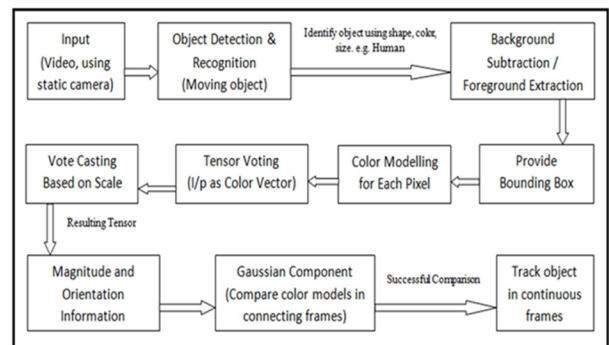 Input
(Video, using
static camera)
Object Detection &
Recognition
(Moving object)
Identify object using shape, color,
size. e.g. Human
Background
Subtraction /
Foreground Extraction
Provide
Bounding Box
Color Modelling
for Each Pixel
Tensor Voting
(I/p as Color Vector)
Vote Casting
Based on Scale
Resulting Tensor
Magnitude and
Orientation
Information
Gaussian Component
(Compare color models in
connecting frames)
Successful Comparison
Track object
in continuous
frames